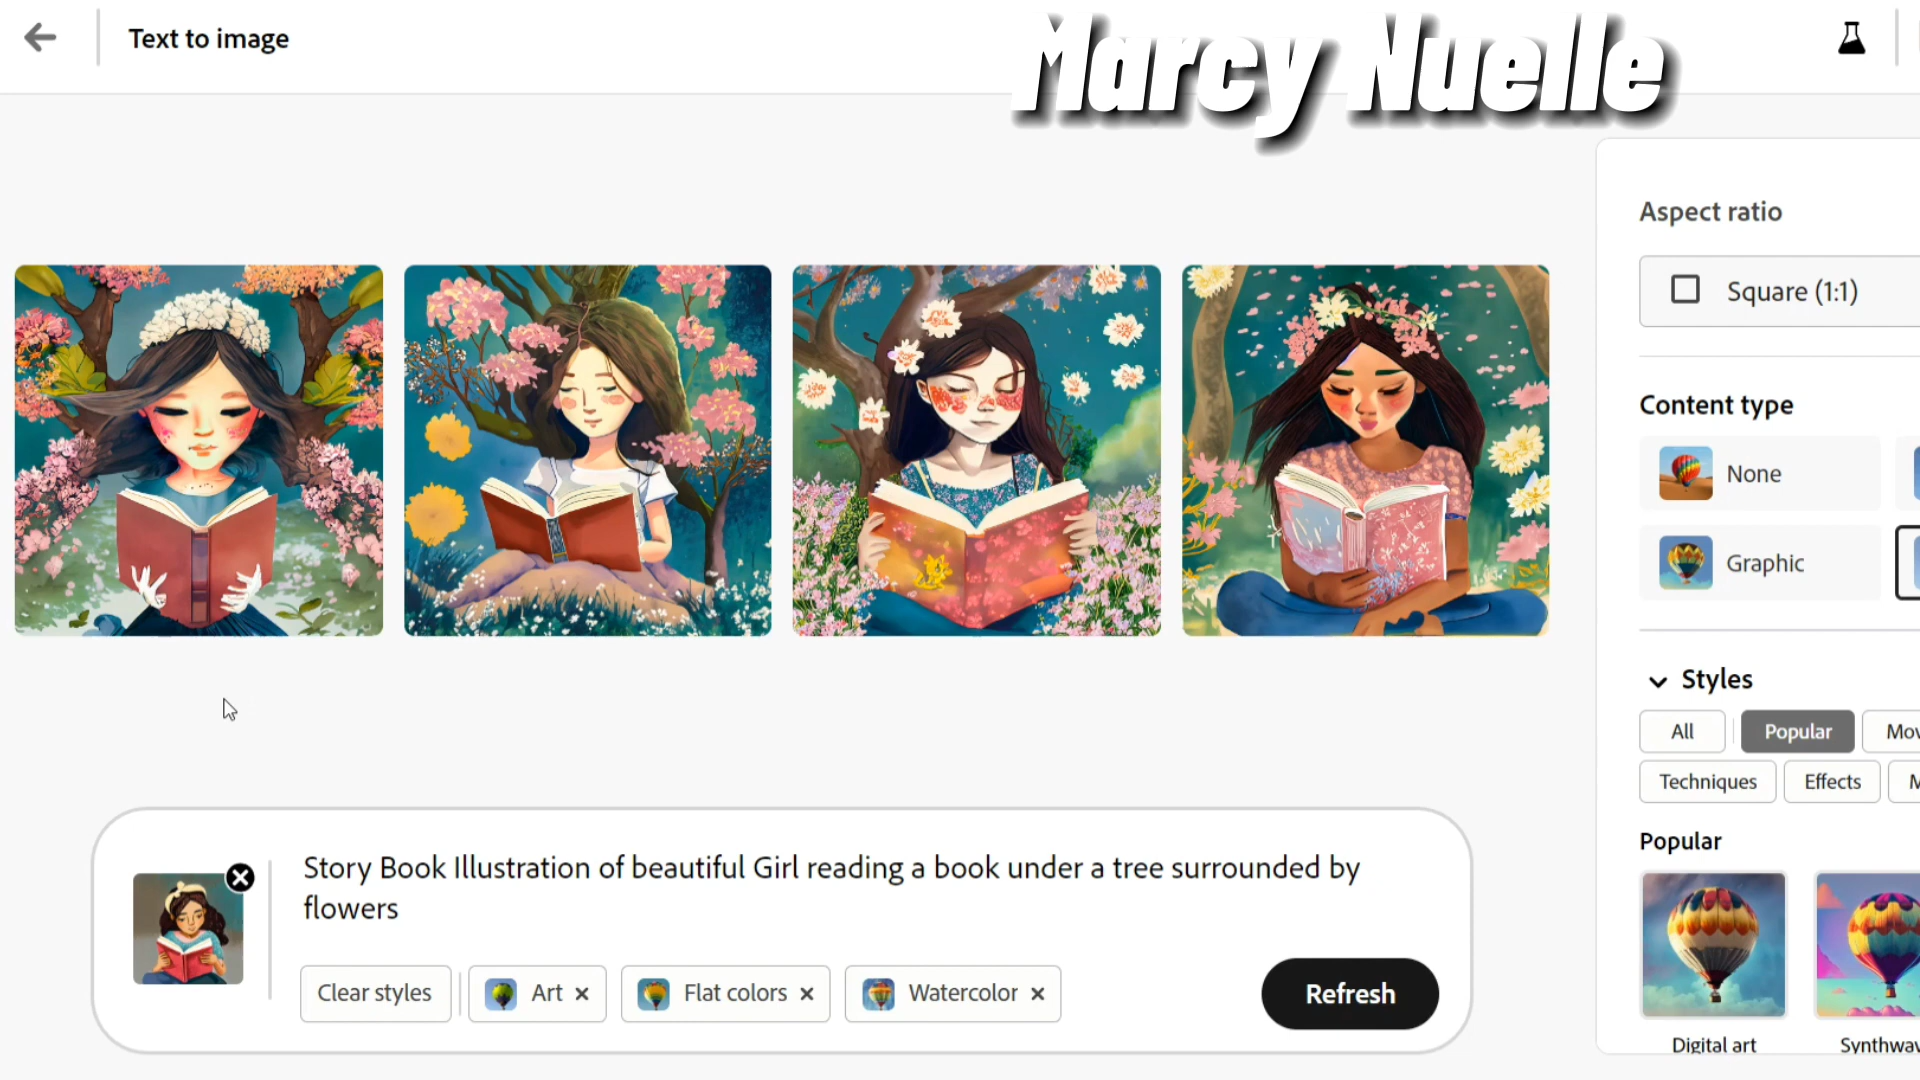 Text to image
Marcy Nuelle
Aspect ratio
Square (1:1)
Content type
None
Graphic
Styles
All
Popular
Techniques
Effects
Popular
Digital art
Story Book Illustration of beautiful Girl reading a book under a tree surrounded by
flowers
Clear styles
Art
Flat colors
Watercolor
Refresh